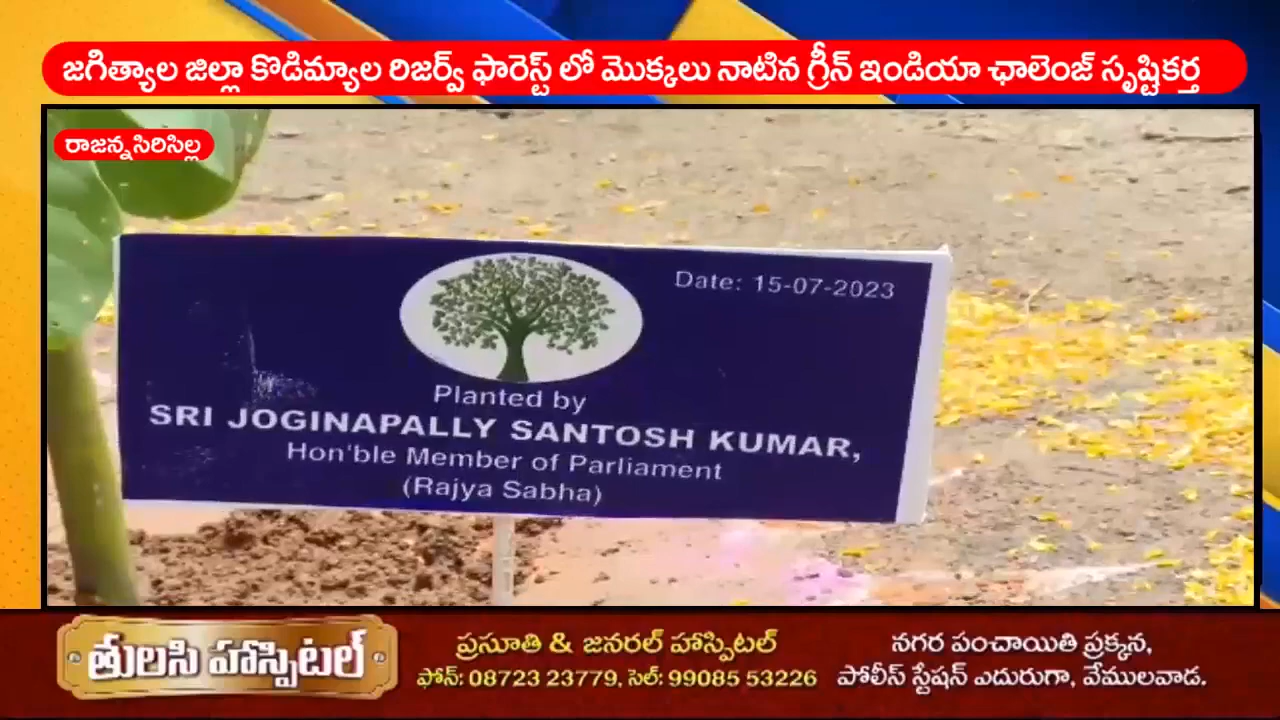 జగిత్యాల జిల్లా కొడిమ్యాల రిజర్వ్ ఫారెస్ట్ లో మొక్కలు నాటిన గ్రీన్ ఇండియా ఛాలెంజ్ సృష్టికర్త
రాజన్నసిరిసిల్ల
Date: 15-07-2023
Planted by
SRI JOGINAPALLY SANTOSH KUMAR,
Hon'ble Member of Parliament
(Rajya Sabha)
తులసి హాస్పిటల్
ప్రసూతి & జనరల్ హాస్పిటల్
ఫోన్: 08723 23779, సెల్: 99085 53226
నగర పంచాయితి ప్రక్కన,
పోలీస్ స్టేషన్ ఎదురుగా, వేములవాడ.